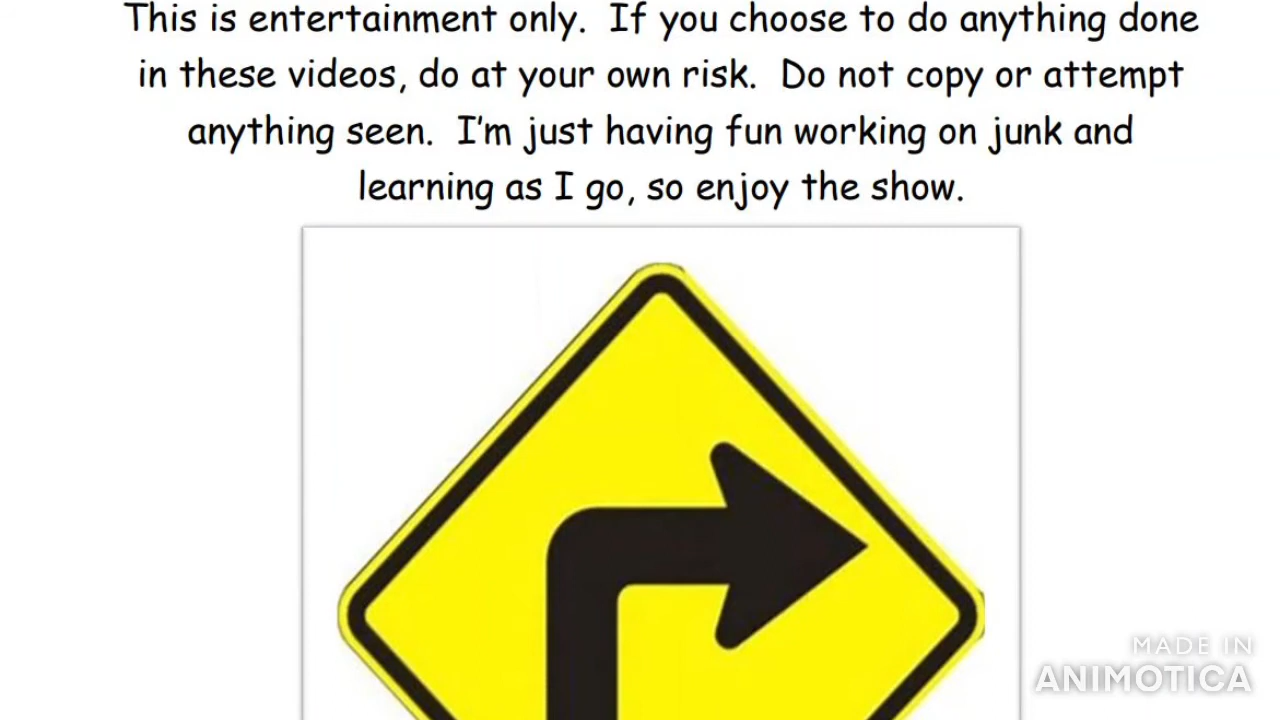 This is entertainment only.  If you choose to do anything done
in these videos, do at your own risk.  Do not copy or attempt
anything seen.  I'm just having fun working on junk and
learning as I go, so enjoy the show.
MADE IN
ANIMOTICA